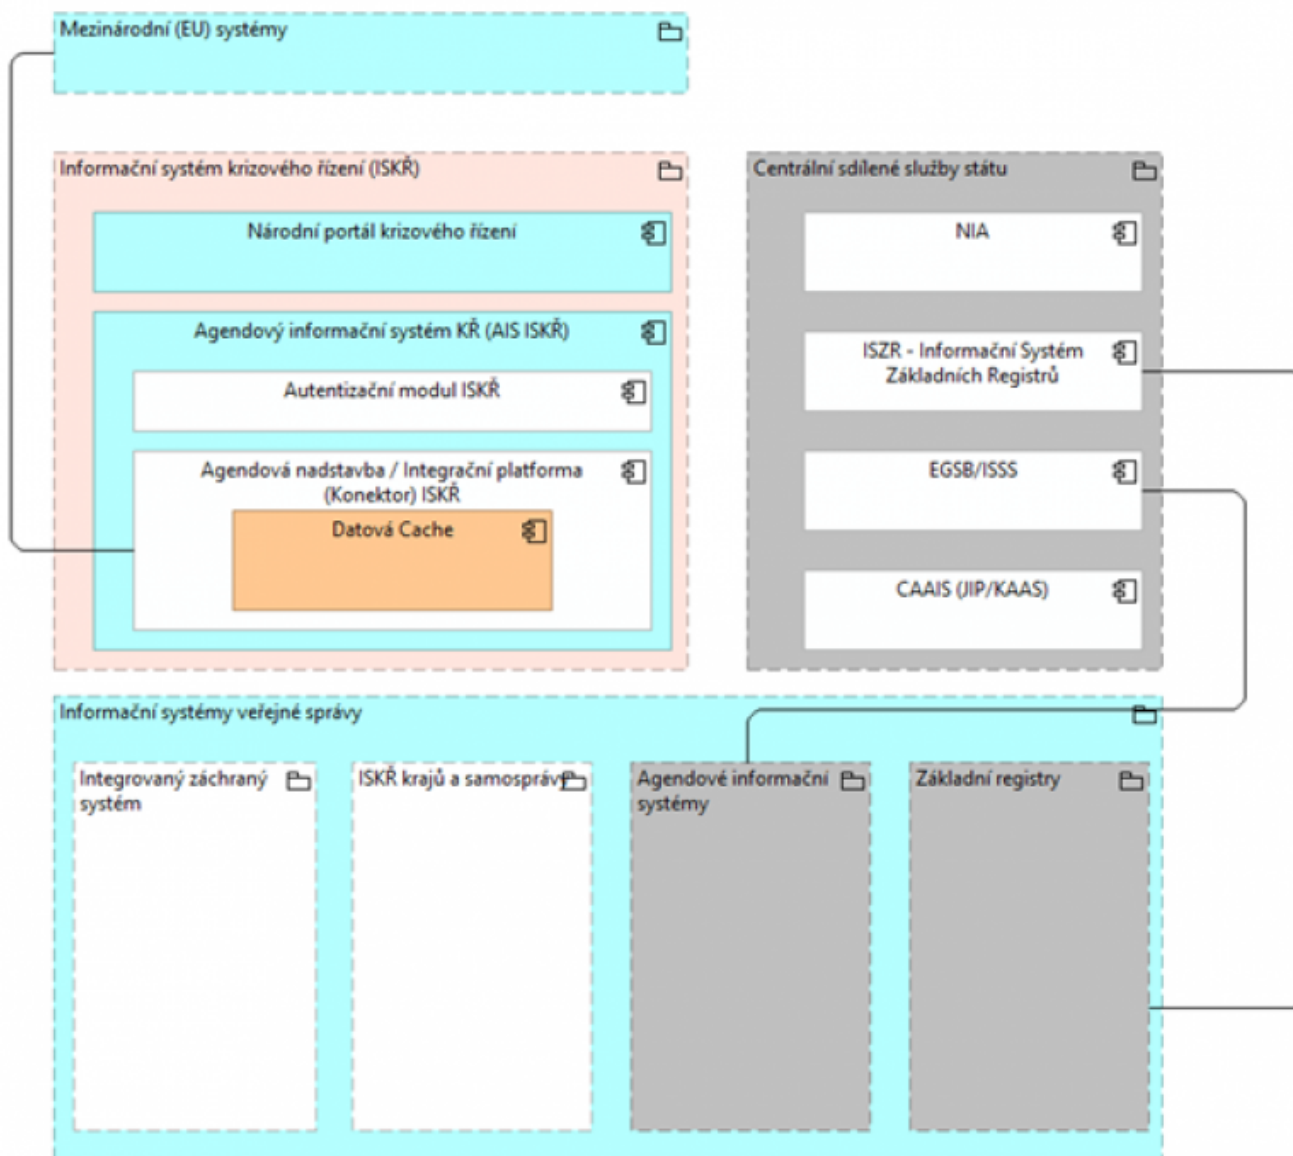 Mezinárodní (EU) systémy
Informační systém krizového řízení (ISKŘ)
Národní portál krizového řízení
Agendový informační systém KŘ (AIS ISKŘ)
Autentizační modul ISKŘ
Agendová nadstavba / Integrační platforma
(Konektor) ISKŘ
Datová Cache
Centrální sdílené služby státu
NIA
ISZR - Informační Systém
Základních Registrů
EGSB/ISSS
CAAIS (JIP/KAAS)
Informační systémy veřejné správy
Integrovaný záchraný
systém
ISKŘ krajů a samosprávy
Agendové informační
systémy
Základní registry